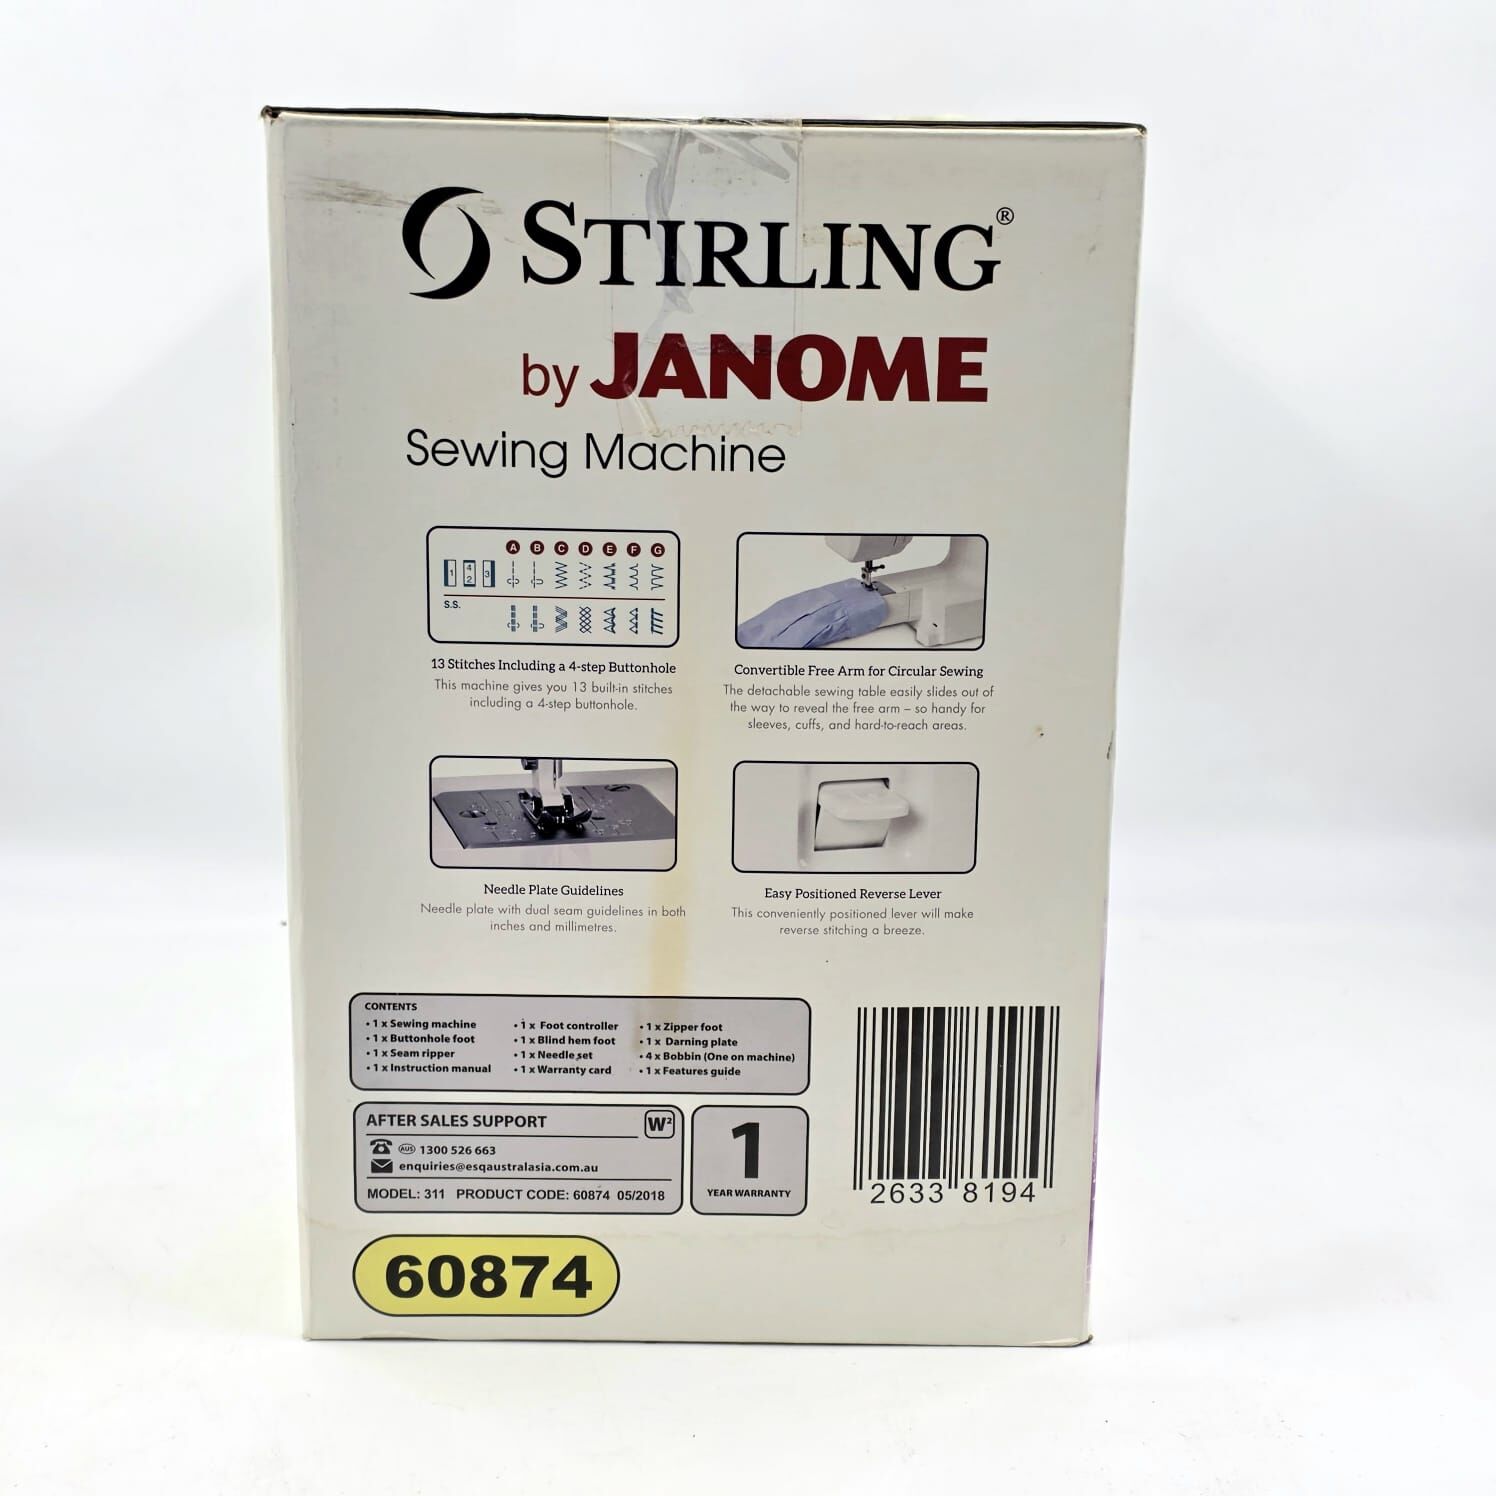 STIRLING®
by JANOME
Sewing Machine
A B C D E F G
1 4 2 3
S.S.
13 Stitches Including a 4-step Buttonhole
This machine gives you 13 built-in stitches
including a 4-step buttonhole.
Convertible Free Arm for Circular Sewing
The detachable sewing table easily slides out of
the way to reveal the free arm – so handy for
sleeves, cuffs, and hard-to-reach areas.
Needle Plate Guidelines
Needle plate with dual seam guidelines in both
inches and millimetres.
Easy Positioned Reverse Lever
This conveniently positioned lever will make
reverse stitching a breeze.
CONTENTS
• 1 x Sewing machine
• 1 x Buttonhole foot
• 1 x Seam ripper
• 1 x Instruction manual
• 1 x Foot controller
• 1 x Blind hem foot
• 1 x Needle set
• 1 x Warranty card
• 1 x Zipper foot
• 1 x Darning plate
• 4 x Bobbin (One on machine)
• 1 x Features guide
AFTER SALES SUPPORT
W²
AUS 1300 526 663
enquiries@esqaustralasia.com.au
MODEL: 311 PRODUCT CODE: 60874 05/2018
1
YEAR WARRANTY
2633 8194
60874